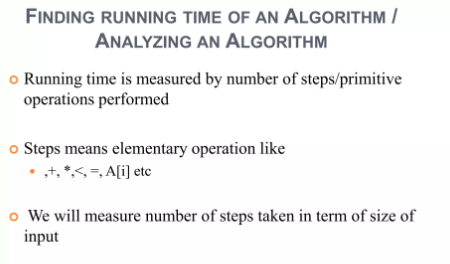 FINDING RUNNING TIME OF AN ALGORITHM /
ANALYZING AN ALGORITHM
Running time is measured by number of steps/primitive
operations performed
Steps means elementary operation like
,+, *,<, =, A[i] etc
We will measure number of steps taken in term of size of
input